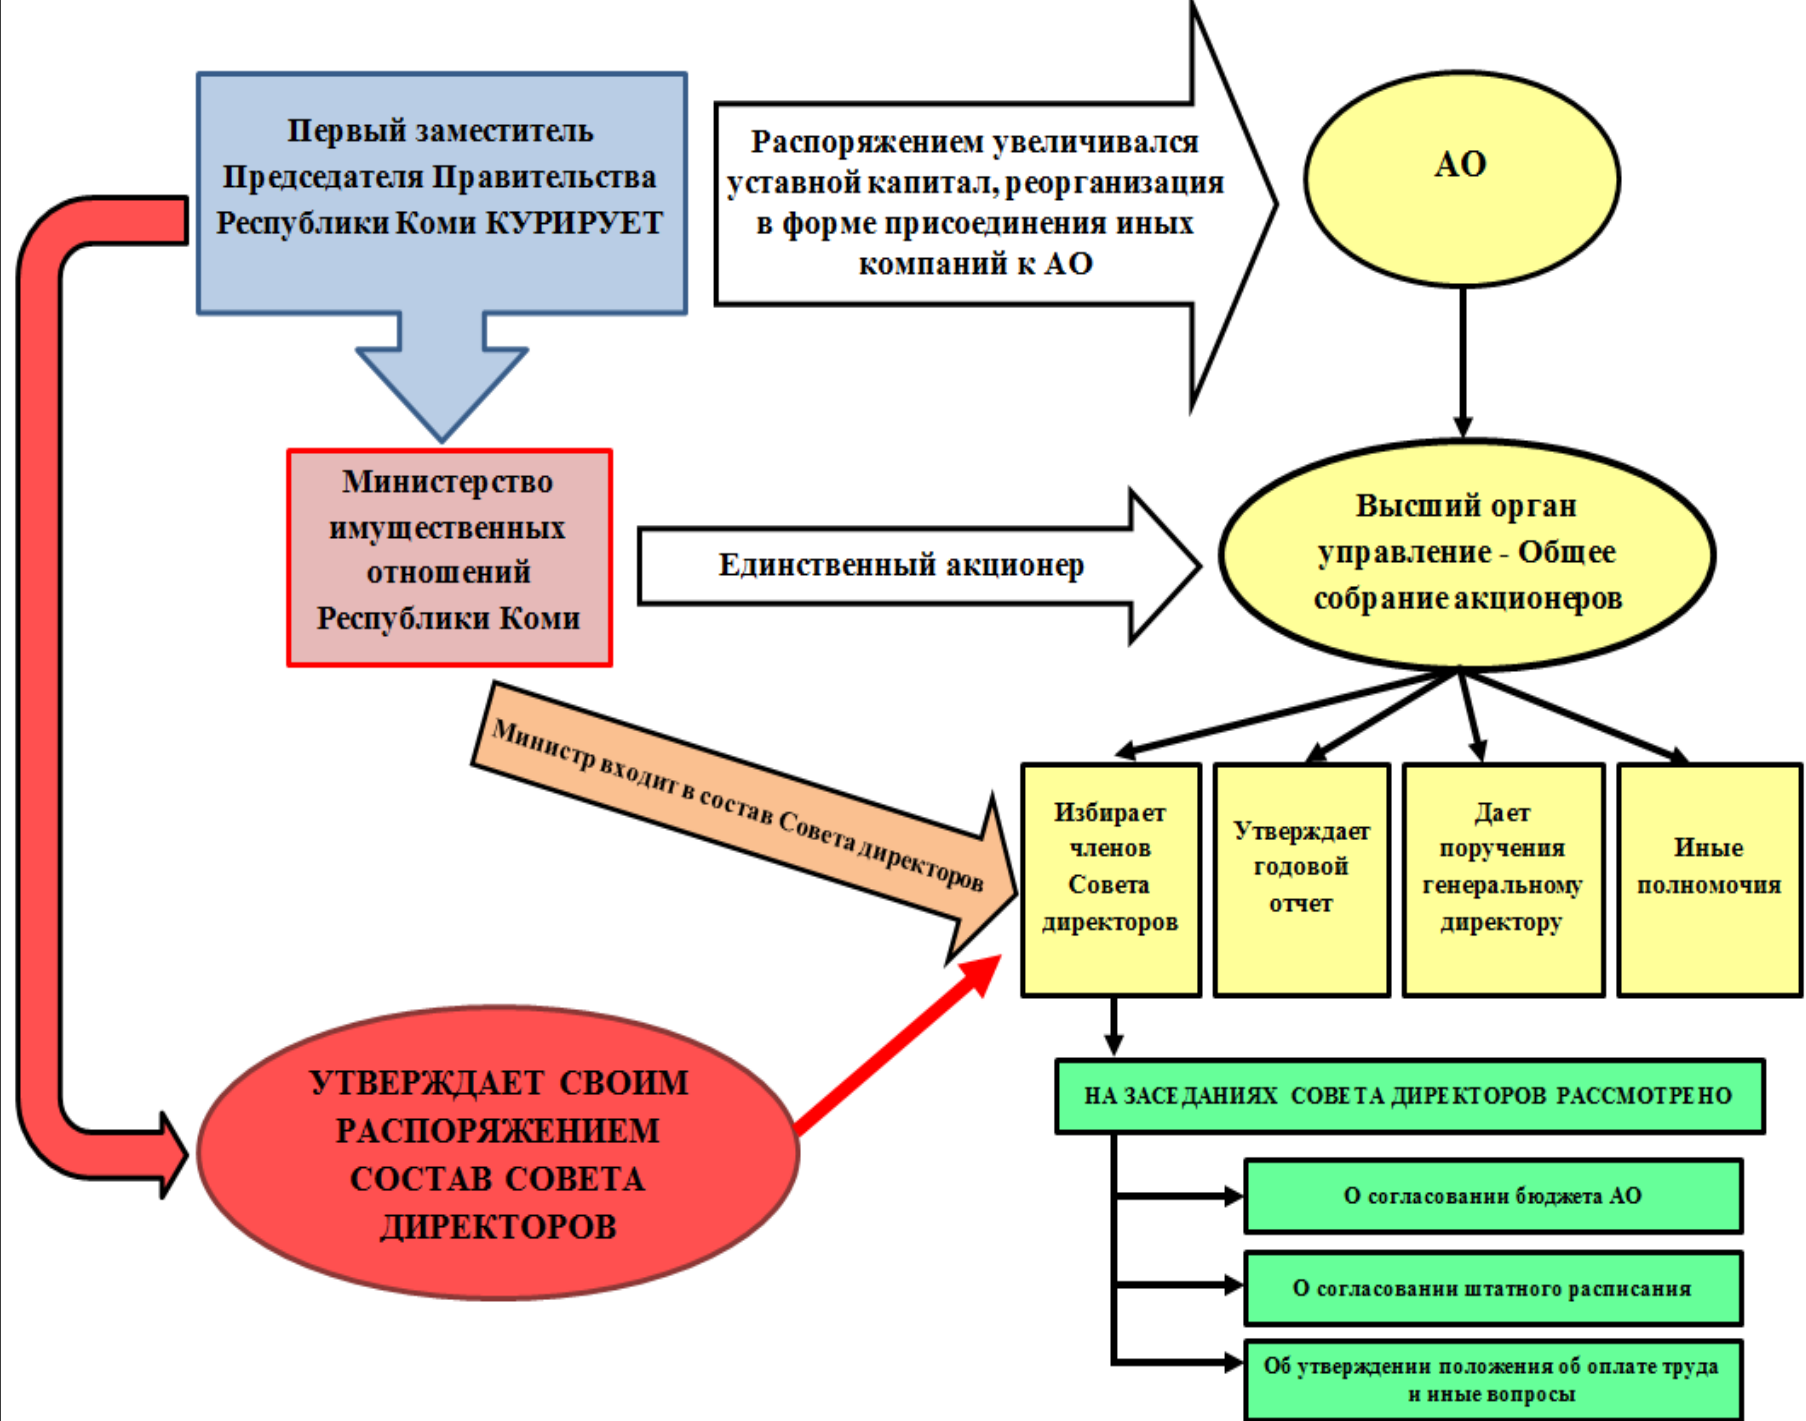 Первый заместитель
Председателя Правительства
Республики Коми КУРИРУЕТ
Распоряжением увеличивался
уставной капитал, реорганизация
в форме присоединения иных
компаний к АО
АО
Министерство
имущественных
отношений
Республики Коми
Единственный акционер
Высший орган
управление - Общее
собрание акционеров
Министр входит в состав Совета директоров
Избирает
членов
Совета
директоров
Утверждает
годовой
отчет
Дает
поручения
генеральному
директору
Иные
полномочия
УТВЕРЖДАЕТ СВОИМ
РАСПОРЯЖЕНИЕМ
СОСТАВ СОВЕТА
ДИРЕКТОРОВ
НА ЗАСЕДАНИЯХ СОВЕТА ДИРЕКТОРОВ РАССМОТРЕНО
О согласовании бюджета АО
О согласовании штатного расписания
Об утверждении положения об оплате труда
и иные вопросы